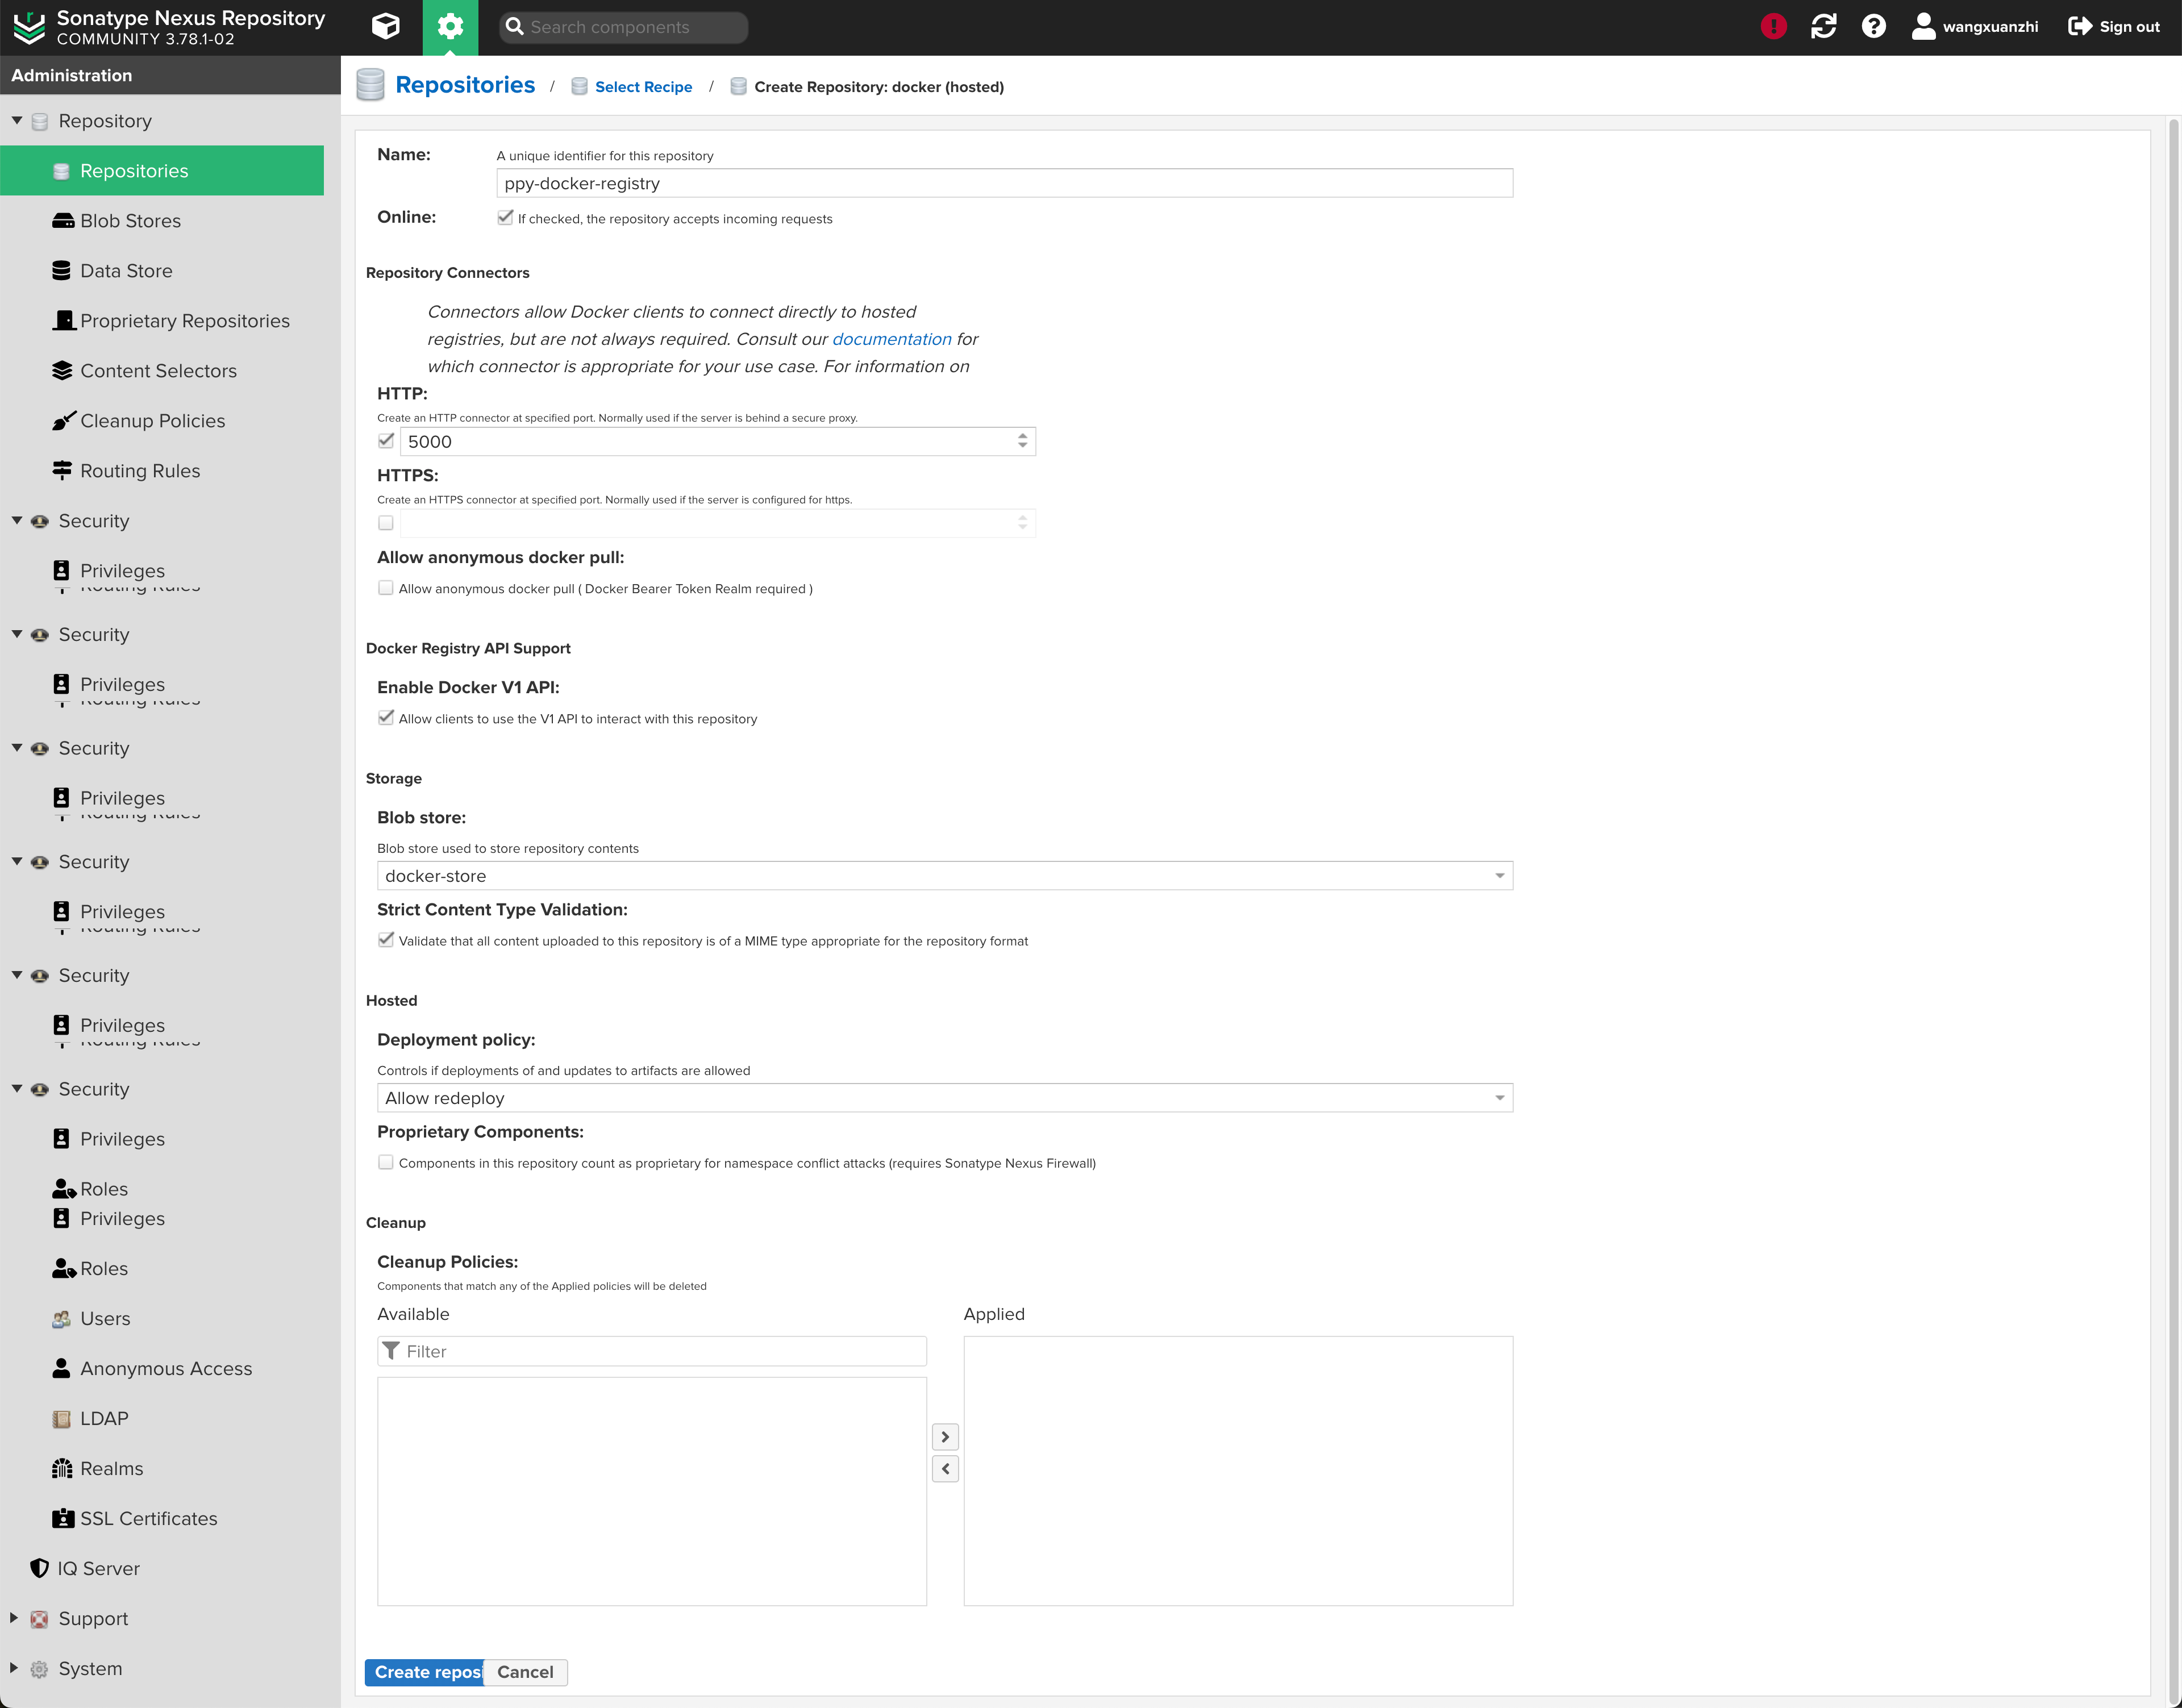 Sonatype Nexus Repository
COMMUNITY 3.78.1-02
Search components
wangxuanzhi
Sign out
Administration
Repository
Repositories
Blob Stores
Data Store
Proprietary Repositories
Content Selectors
Cleanup Policies
Routing Rules
Security
Privileges
Routing Rules
Security
Privileges
Routing Rules
Security
Privileges
Routing Rules
Security
Privileges
Routing Rules
Security
Privileges
Routing Rules
Security
Privileges
Roles
Privileges
Roles
Users
Anonymous Access
LDAP
Realms
SSL Certificates
IQ Server
Support
System
Repositories / Select Recipe / Create Repository: docker (hosted)
Name: A unique identifier for this repository
ppy-docker-registry
Online: If checked, the repository accepts incoming requests
Repository Connectors
Connectors allow Docker clients to connect directly to hosted
registries, but are not always required. Consult our documentation for
which connector is appropriate for your use case. For information on
HTTP:
Create an HTTP connector at specified port. Normally used if the server is behind a secure proxy.
5000
HTTPS:
Create an HTTPS connector at specified port. Normally used if the server is configured for https.
Allow anonymous docker pull:
Allow anonymous docker pull ( Docker Bearer Token Realm required )
Docker Registry API Support
Enable Docker V1 API:
Allow clients to use the V1 API to interact with this repository
Storage
Blob store:
Blob store used to store repository contents
docker-store
Strict Content Type Validation:
Validate that all content uploaded to this repository is of a MIME type appropriate for the repository format
Hosted
Deployment policy:
Controls if deployments of and updates to artifacts are allowed
Allow redeploy
Proprietary Components:
Components in this repository count as proprietary for namespace conflict attacks (requires Sonatype Nexus Firewall)
Cleanup
Cleanup Policies:
Components that match any of the Applied policies will be deleted
Available
Applied
Filter
Create reposi
Cancel